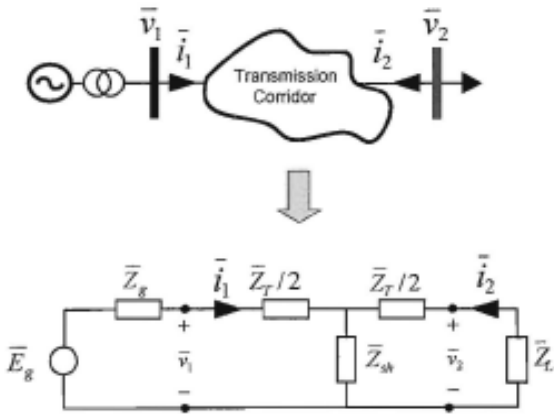 v̄₁ ī₁ ī₂ v̄₂
Transmission
Corridor
Z̄g ī₁ Z̄T/2 Z̄T/2 ī₂
Ēg + v̄₁ − Z̄sh + v̄₂ − Z̄L